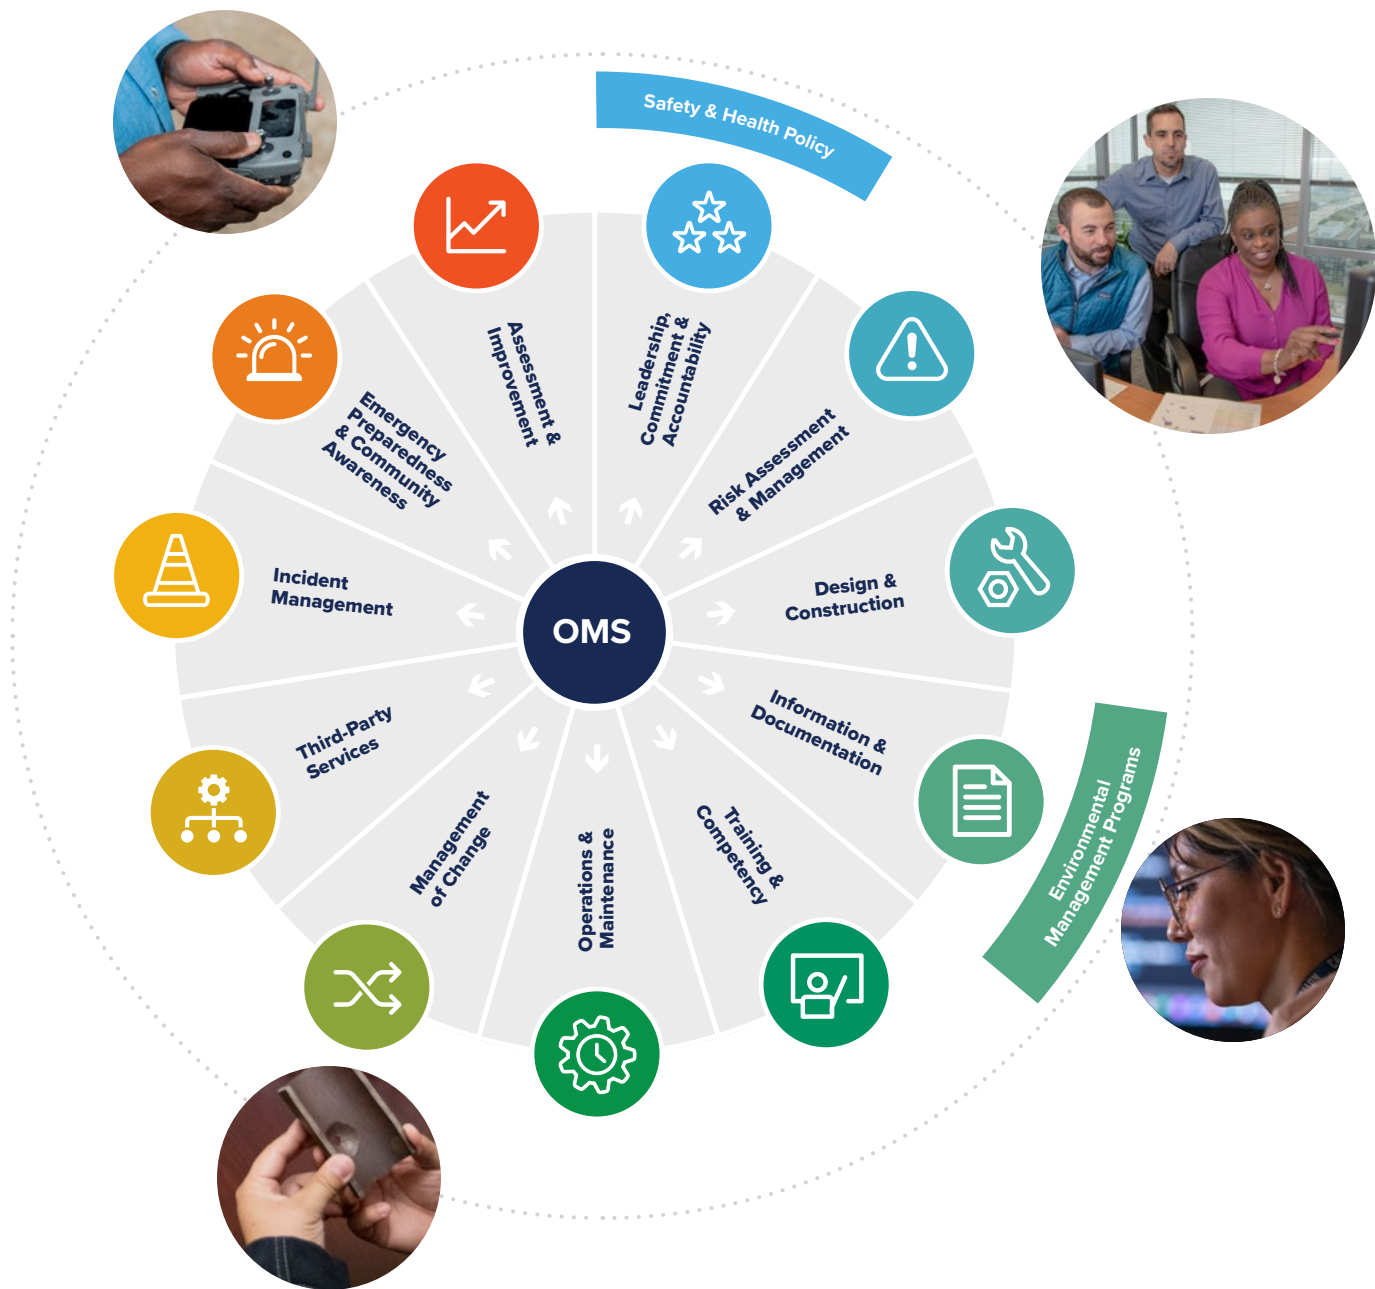 Safety & Health Policy
Leadership,
Commitment &
Accountability
Risk Assessment
& Management
Design &
Construction
Information &
Documentation
Environmental
Management Programs
Training &
Competency
Operations &
Maintenance
Management
of Change
Third-Party
Services
Incident
Management
Emergency
Preparedness
& Community
Awareness
Assessment &
Improvement
OMS